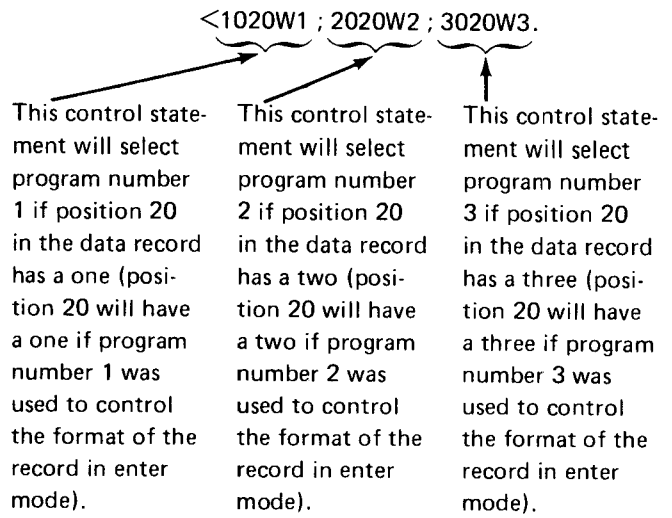 <1020W1 ; 2020W2 ; 3020W3.
This control state-
ment will select
program number
1 if position 20
in the data record
has a one (posi-
tion 20 will have
a one if program
number 1 was
used to control
the format of the
record in enter
mode).
This control state-
ment will select
program number
2 if position 20
in the data record
has a two (posi-
tion 20 will have
a two if program
number 2 was
used to control
the format of the
record in enter
mode).
This control state-
ment will select
program number
3 if position 20
in the data record
has a three (posi-
tion 20 will have
a three if program
number 3 was
used to control
the format of the
record in enter
mode).